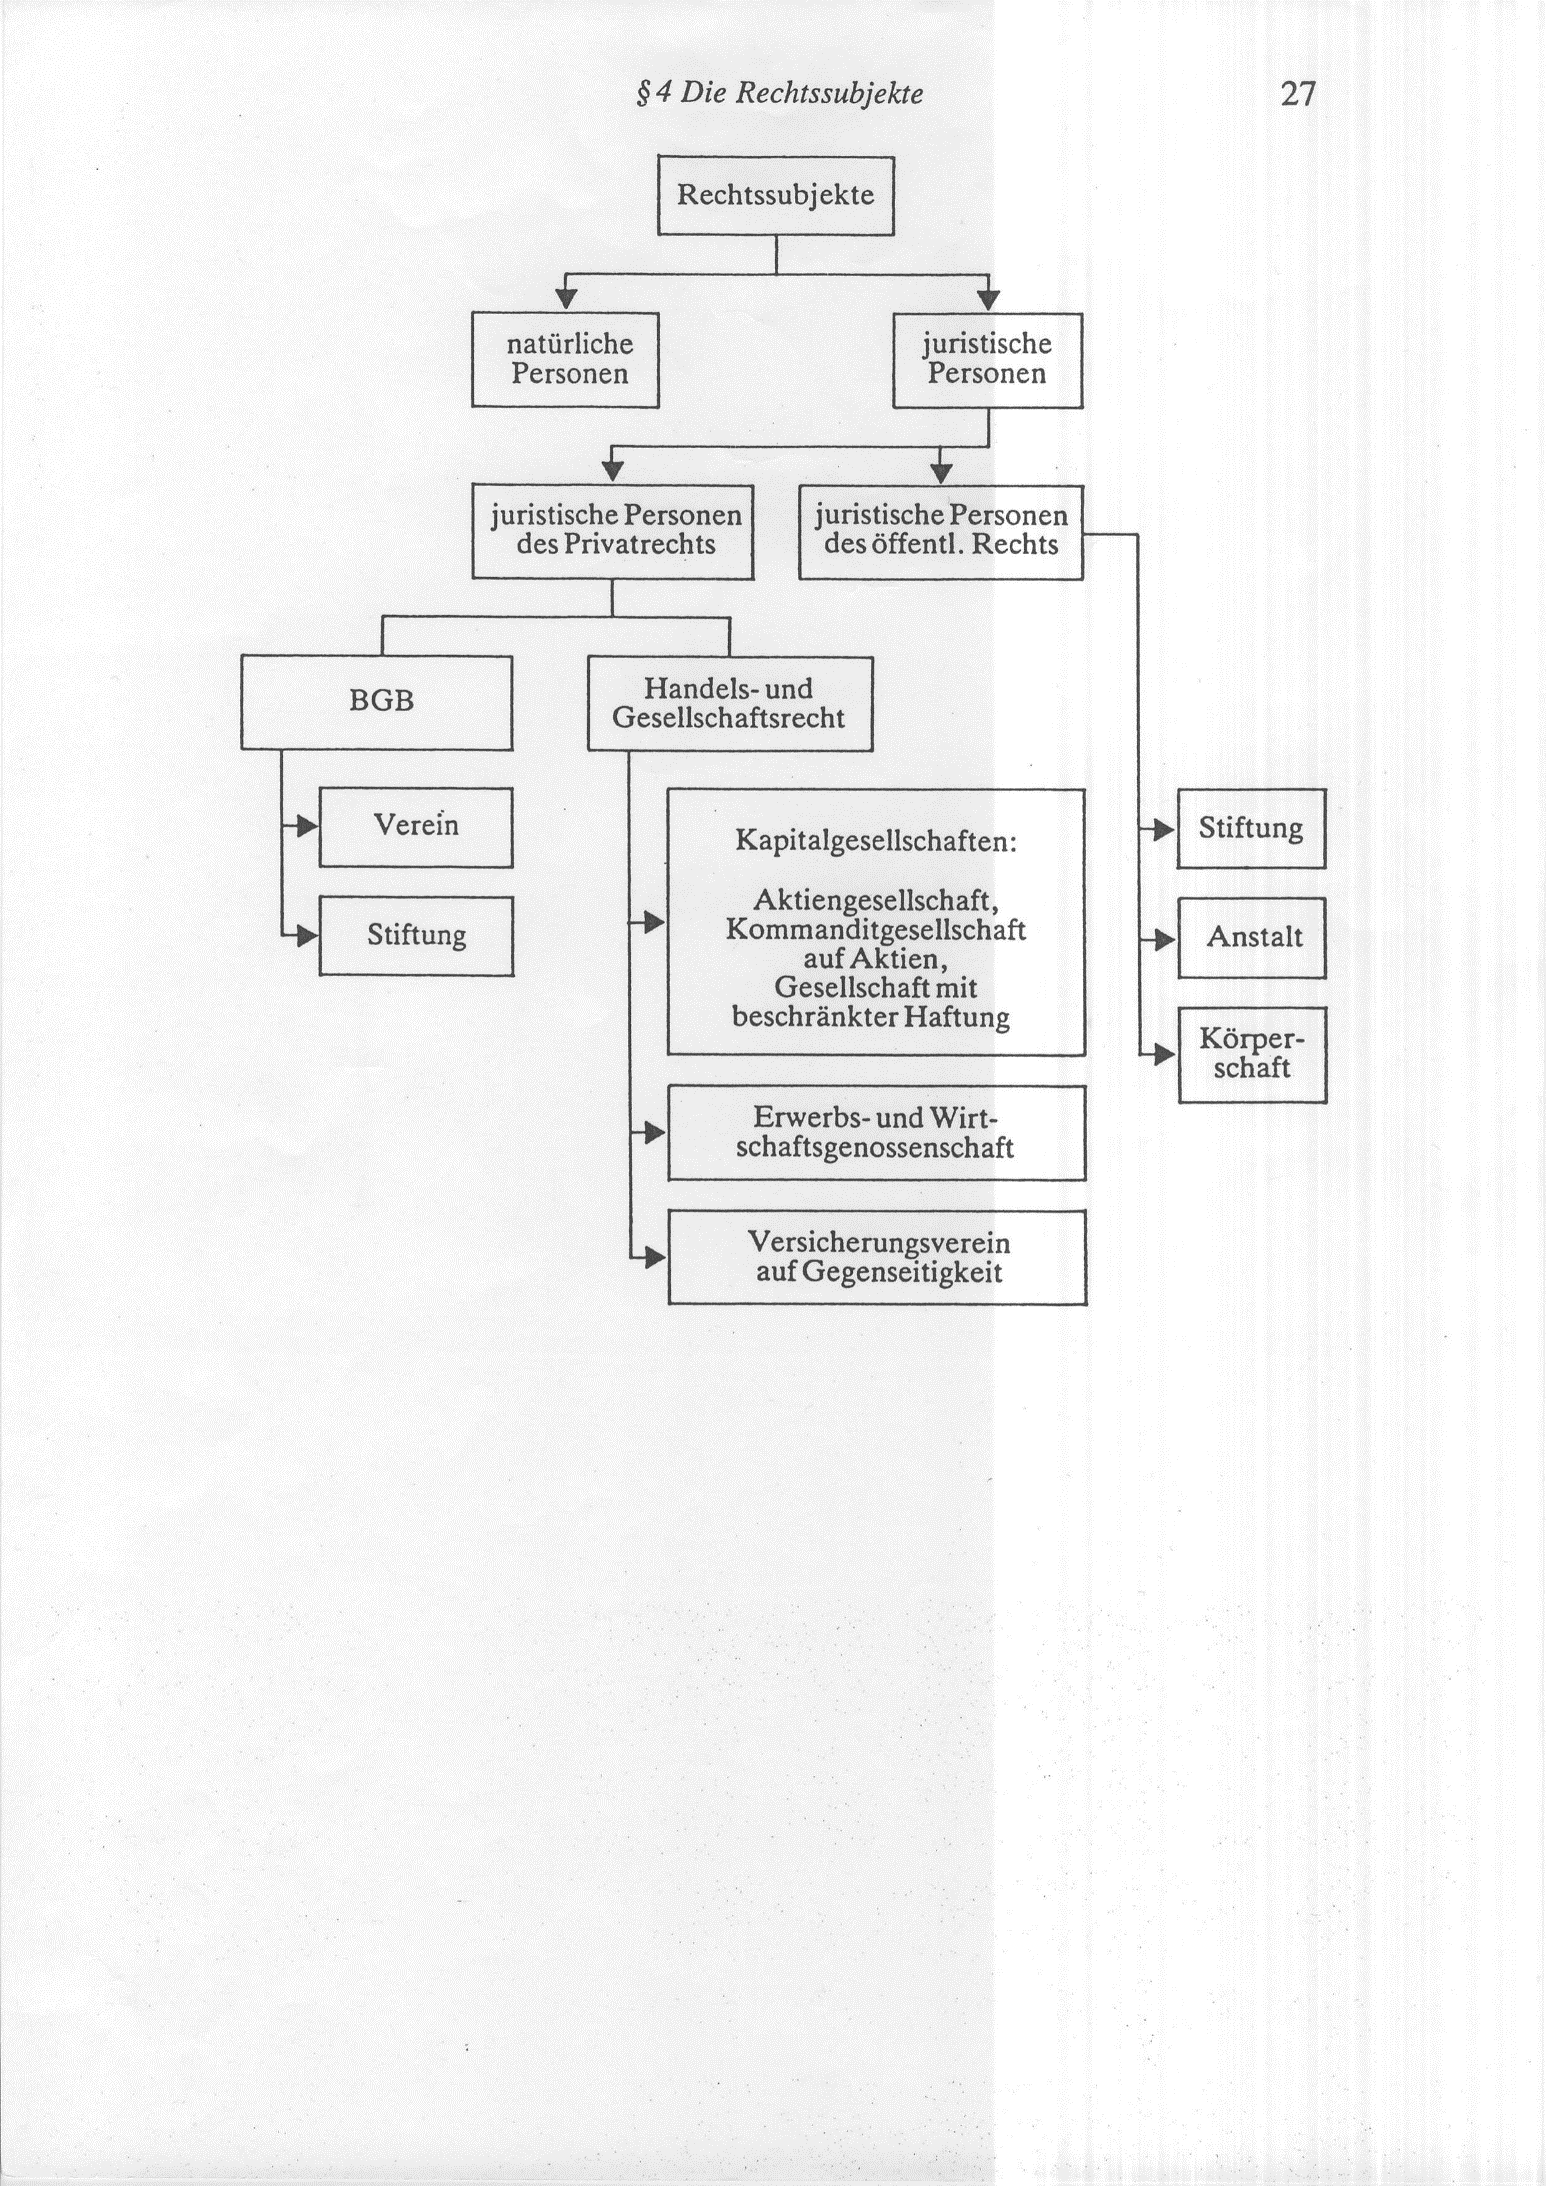 § 4 Die Rechtssubjekte
27
Rechtssubjekte
natürliche
Personen
juristische
Personen
juristische Personen
des Privatrechts
juristische Personen
des öffentl. Rechts
BGB
Handels- und
Gesellschaftsrecht
Verein
Stiftung
Kapitalgesellschaften:
Aktiengesellschaft,
Kommanditgesellschaft
auf Aktien,
Gesellschaft mit
beschränkter Haftung
Erwerbs- und Wirt-
schaftsgenossenschaft
Versicherungsverein
auf Gegenseitigkeit
Stiftung
Anstalt
Körper-
schaft